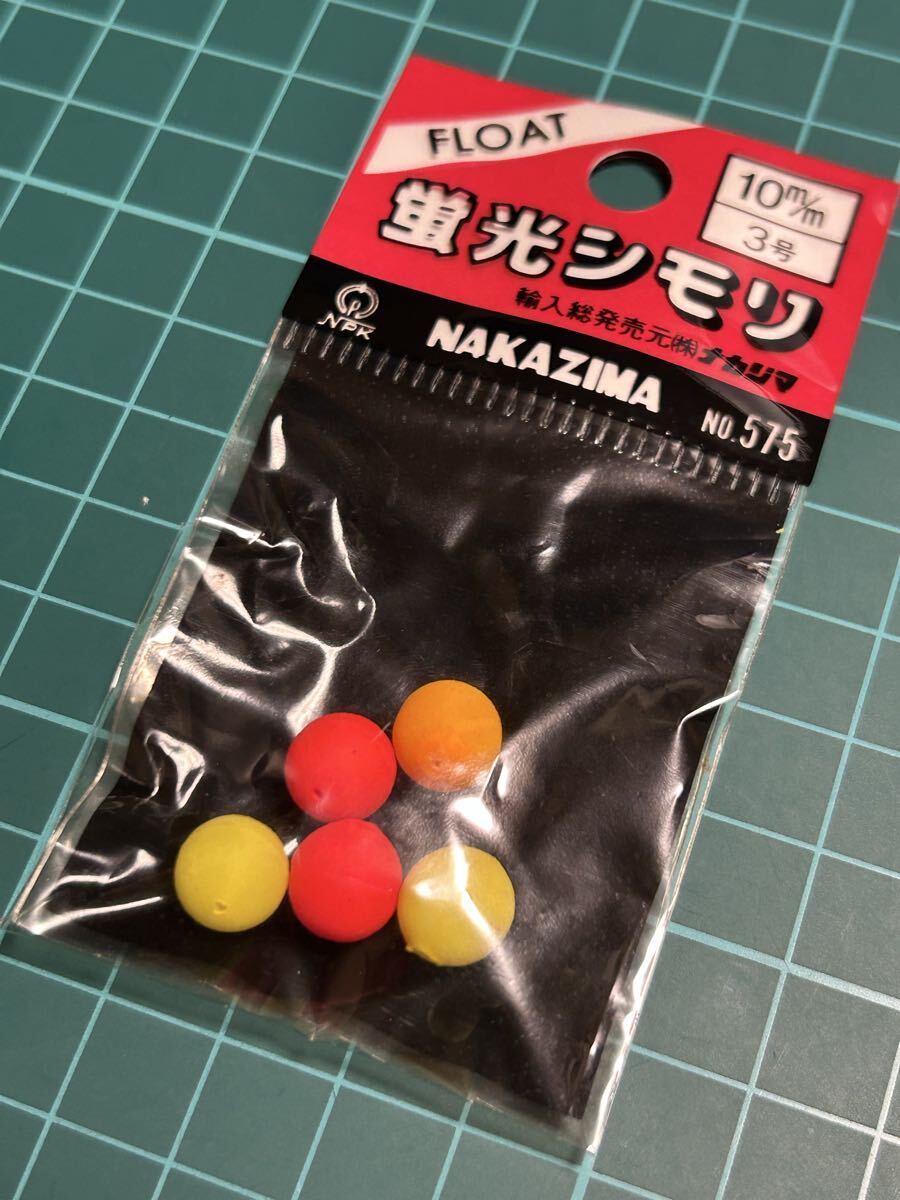 FLOAT
10m/m
3号
蛍光シモリ
輸入総発売元㈱ナカジマ
NPK
NAKAZIMA
NO.575